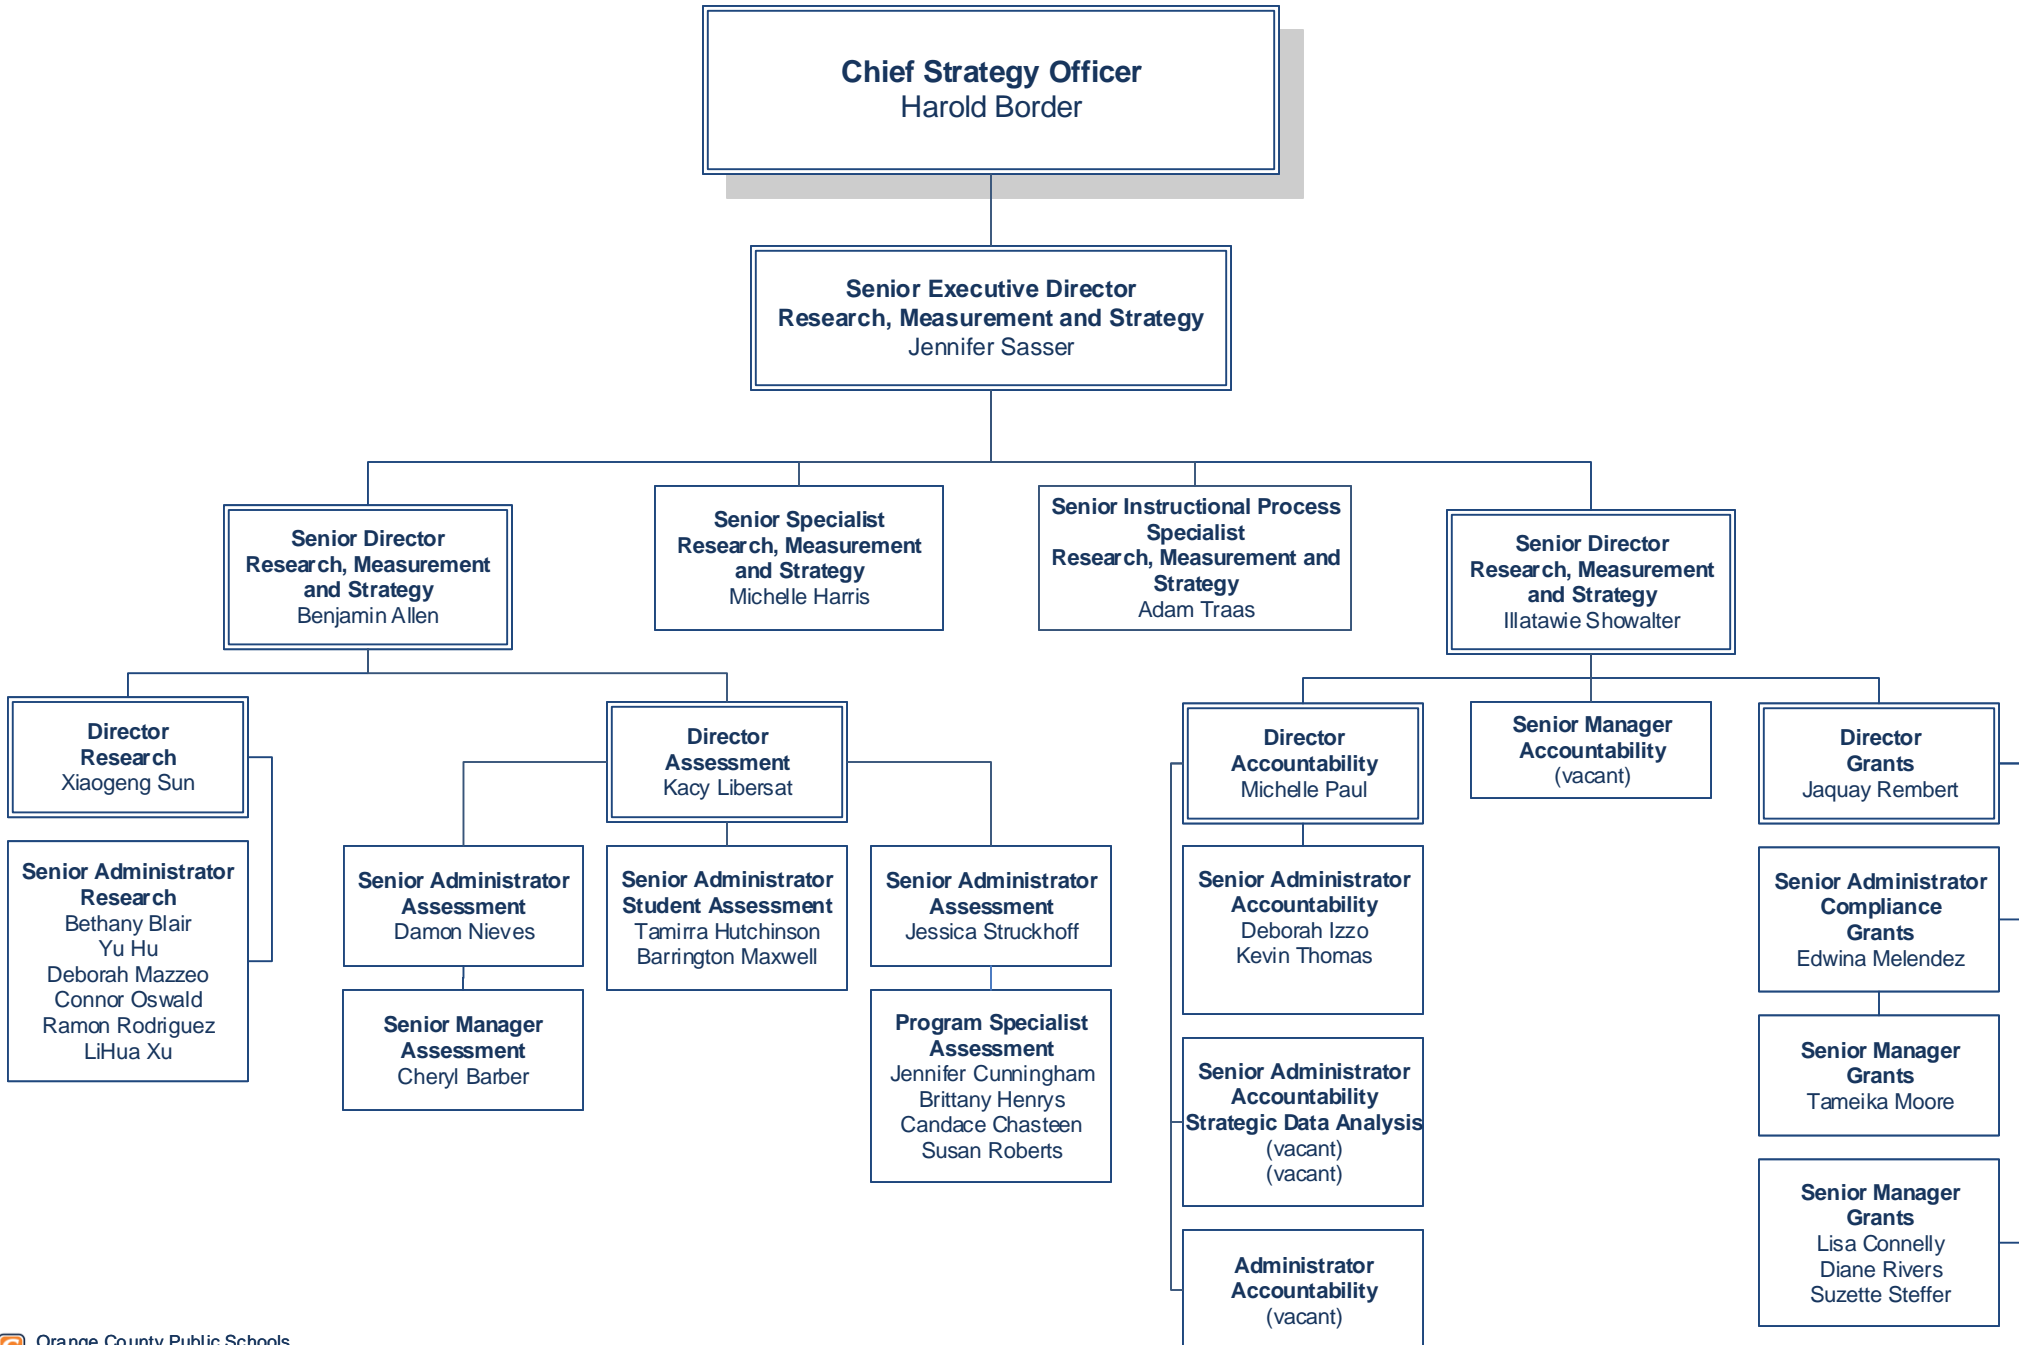 Chief Strategy Officer
Harold Border
Senior Executive Director
Research, Measurement and Strategy
Jennifer Sasser
Senior Director
Research, Measurement
and Strategy
Benjamin Allen
Senior Specialist
Research, Measurement
and Strategy
Michelle Harris
Senior Instructional Process
Specialist
Research, Measurement and
Strategy
Adam Traas
Senior Director
Research, Measurement
and Strategy
Illatawie Showalter
Director
Research
Xiaogeng Sun
Director
Assessment
Kacy Libersat
Director
Accountability
Michelle Paul
Senior Manager
Accountability
(vacant)
Director
Grants
Jaquay Rembert
Senior Administrator
Research
Bethany Blair
Yu Hu
Deborah Mazzeo
Connor Oswald
Ramon Rodriguez
LiHua Xu
Senior Administrator
Assessment
Damon Nieves
Senior Administrator
Student Assessment
Tamirra Hutchinson
Barrington Maxwell
Senior Administrator
Assessment
Jessica Struckhoff
Senior Administrator
Accountability
Deborah Izzo
Kevin Thomas
Senior Administrator
Compliance
Grants
Edwina Melendez
Senior Manager
Assessment
Cheryl Barber
Program Specialist
Assessment
Jennifer Cunningham
Brittany Henrys
Candace Chasteen
Susan Roberts
Senior Administrator
Accountability
Strategic Data Analysis
(vacant)
(vacant)
Senior Manager
Grants
Tameika Moore
Administrator
Accountability
(vacant)
Senior Manager
Grants
Lisa Connelly
Diane Rivers
Suzette Steffer
Orange County Public Schools